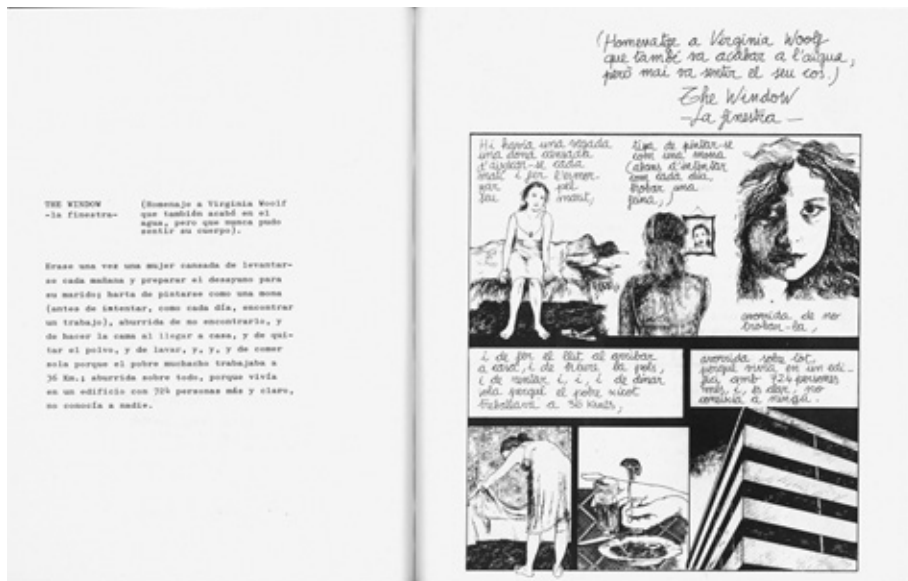 THE WINDOW
-la finestra-
(Homenaje a Virginia Woolf
que también acabó en el
agua, pero que nunca pudo
sentir su cuerpo).
Erase una vez una mujer cansada de levantar-
se cada mañana y preparar el desayuno para
su marido; harta de pintarse como una mona
(antes de intentar, como cada día, encontrar
un trabajo), aburrida de no encontrarlo, y
de hacer la cama al llegar a casa, y de qui-
tar el polvo, y de lavar, y, y, y de comer
sola porque el pobre muchacho trabajaba a
36 Km.; aburrida sobre todo, porque vivía
en un edificio con 724 personas más y claro,
no conocía a nadie.
(Homenatge a Virginia Woolf
que també va acabar a l'aigua,
però mai va sentir el seu cos.)
The Window
-La finestra-
Hi havia una vegada
una dona cansada
d'aixecar-se cada
matí i fer l'esmor
zar pel
seu marit,
tipa de pintar-se
com una mona
(abans d'intentar
com cada dia,
trobar una
feina,)
avorrida de no
trobar-la,
i de fer el llit al arribar
a casa, i de treure la pols,
i de rentar i, i, i de dinar
sola perquè el pobre xicot
treballava a 36 Kmts,
avorrida sobre tot,
perquè vivia en un edi-
fici amb 724 persones
més, i, és clar, no
coneixia a ningú.